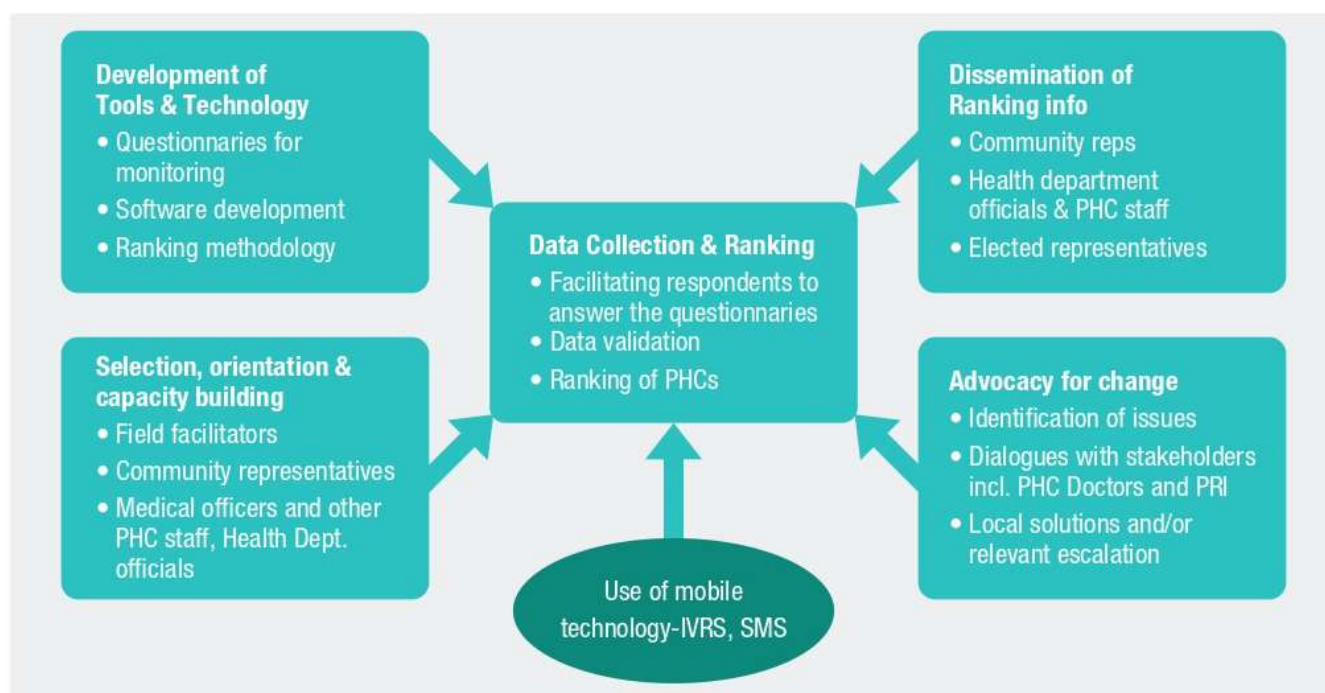 Development of
Tools & Technology
• Questionnaries for
monitoring
• Software development
• Ranking methodology
Selection, orientation &
capacity building
• Field facilitators
• Community representatives
• Medical officers and other
PHC staff, Health Dept.
officials
Data Collection & Ranking
• Facilitating respondents to
answer the questionnaries
• Data validation
• Ranking of PHCs
Use of mobile
technology-IVRS, SMS
Dissemination of
Ranking info
• Community reps
• Health department
officials & PHC staff
• Elected representatives
Advocacy for change
• Identification of issues
• Dialogues with stakeholders
incl. PHC Doctors and PRI
• Local solutions and/or
relevant escalation